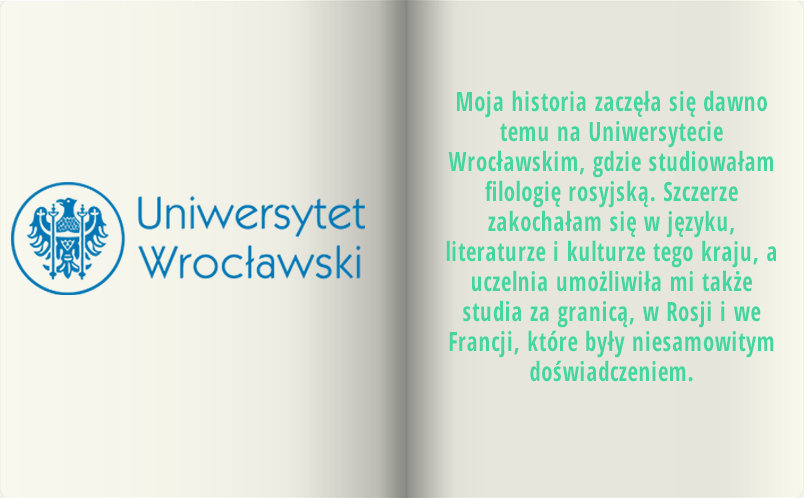 Uniwersytet
Wrocławski
Moja historia zaczęła się dawno
temu na Uniwersytecie
Wrocławskim, gdzie studiowałam
filologię rosyjską. Szczerze
zakochałam się w języku,
literaturze i kulturze tego kraju, a
uczelnia umożliwiła mi także
studia za granicą, w Rosji i we
Francji, które były niesamowitym
doświadczeniem.